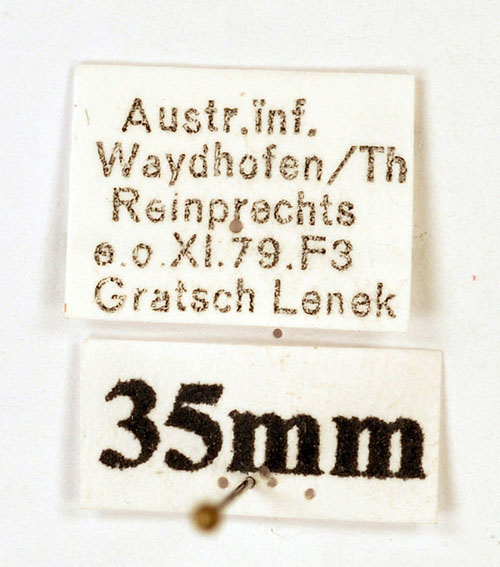 Austr.inf.
Waydhofen/Th
Reinprechts
e.o.XI.79.F3
Gratsch Lenek
35mm